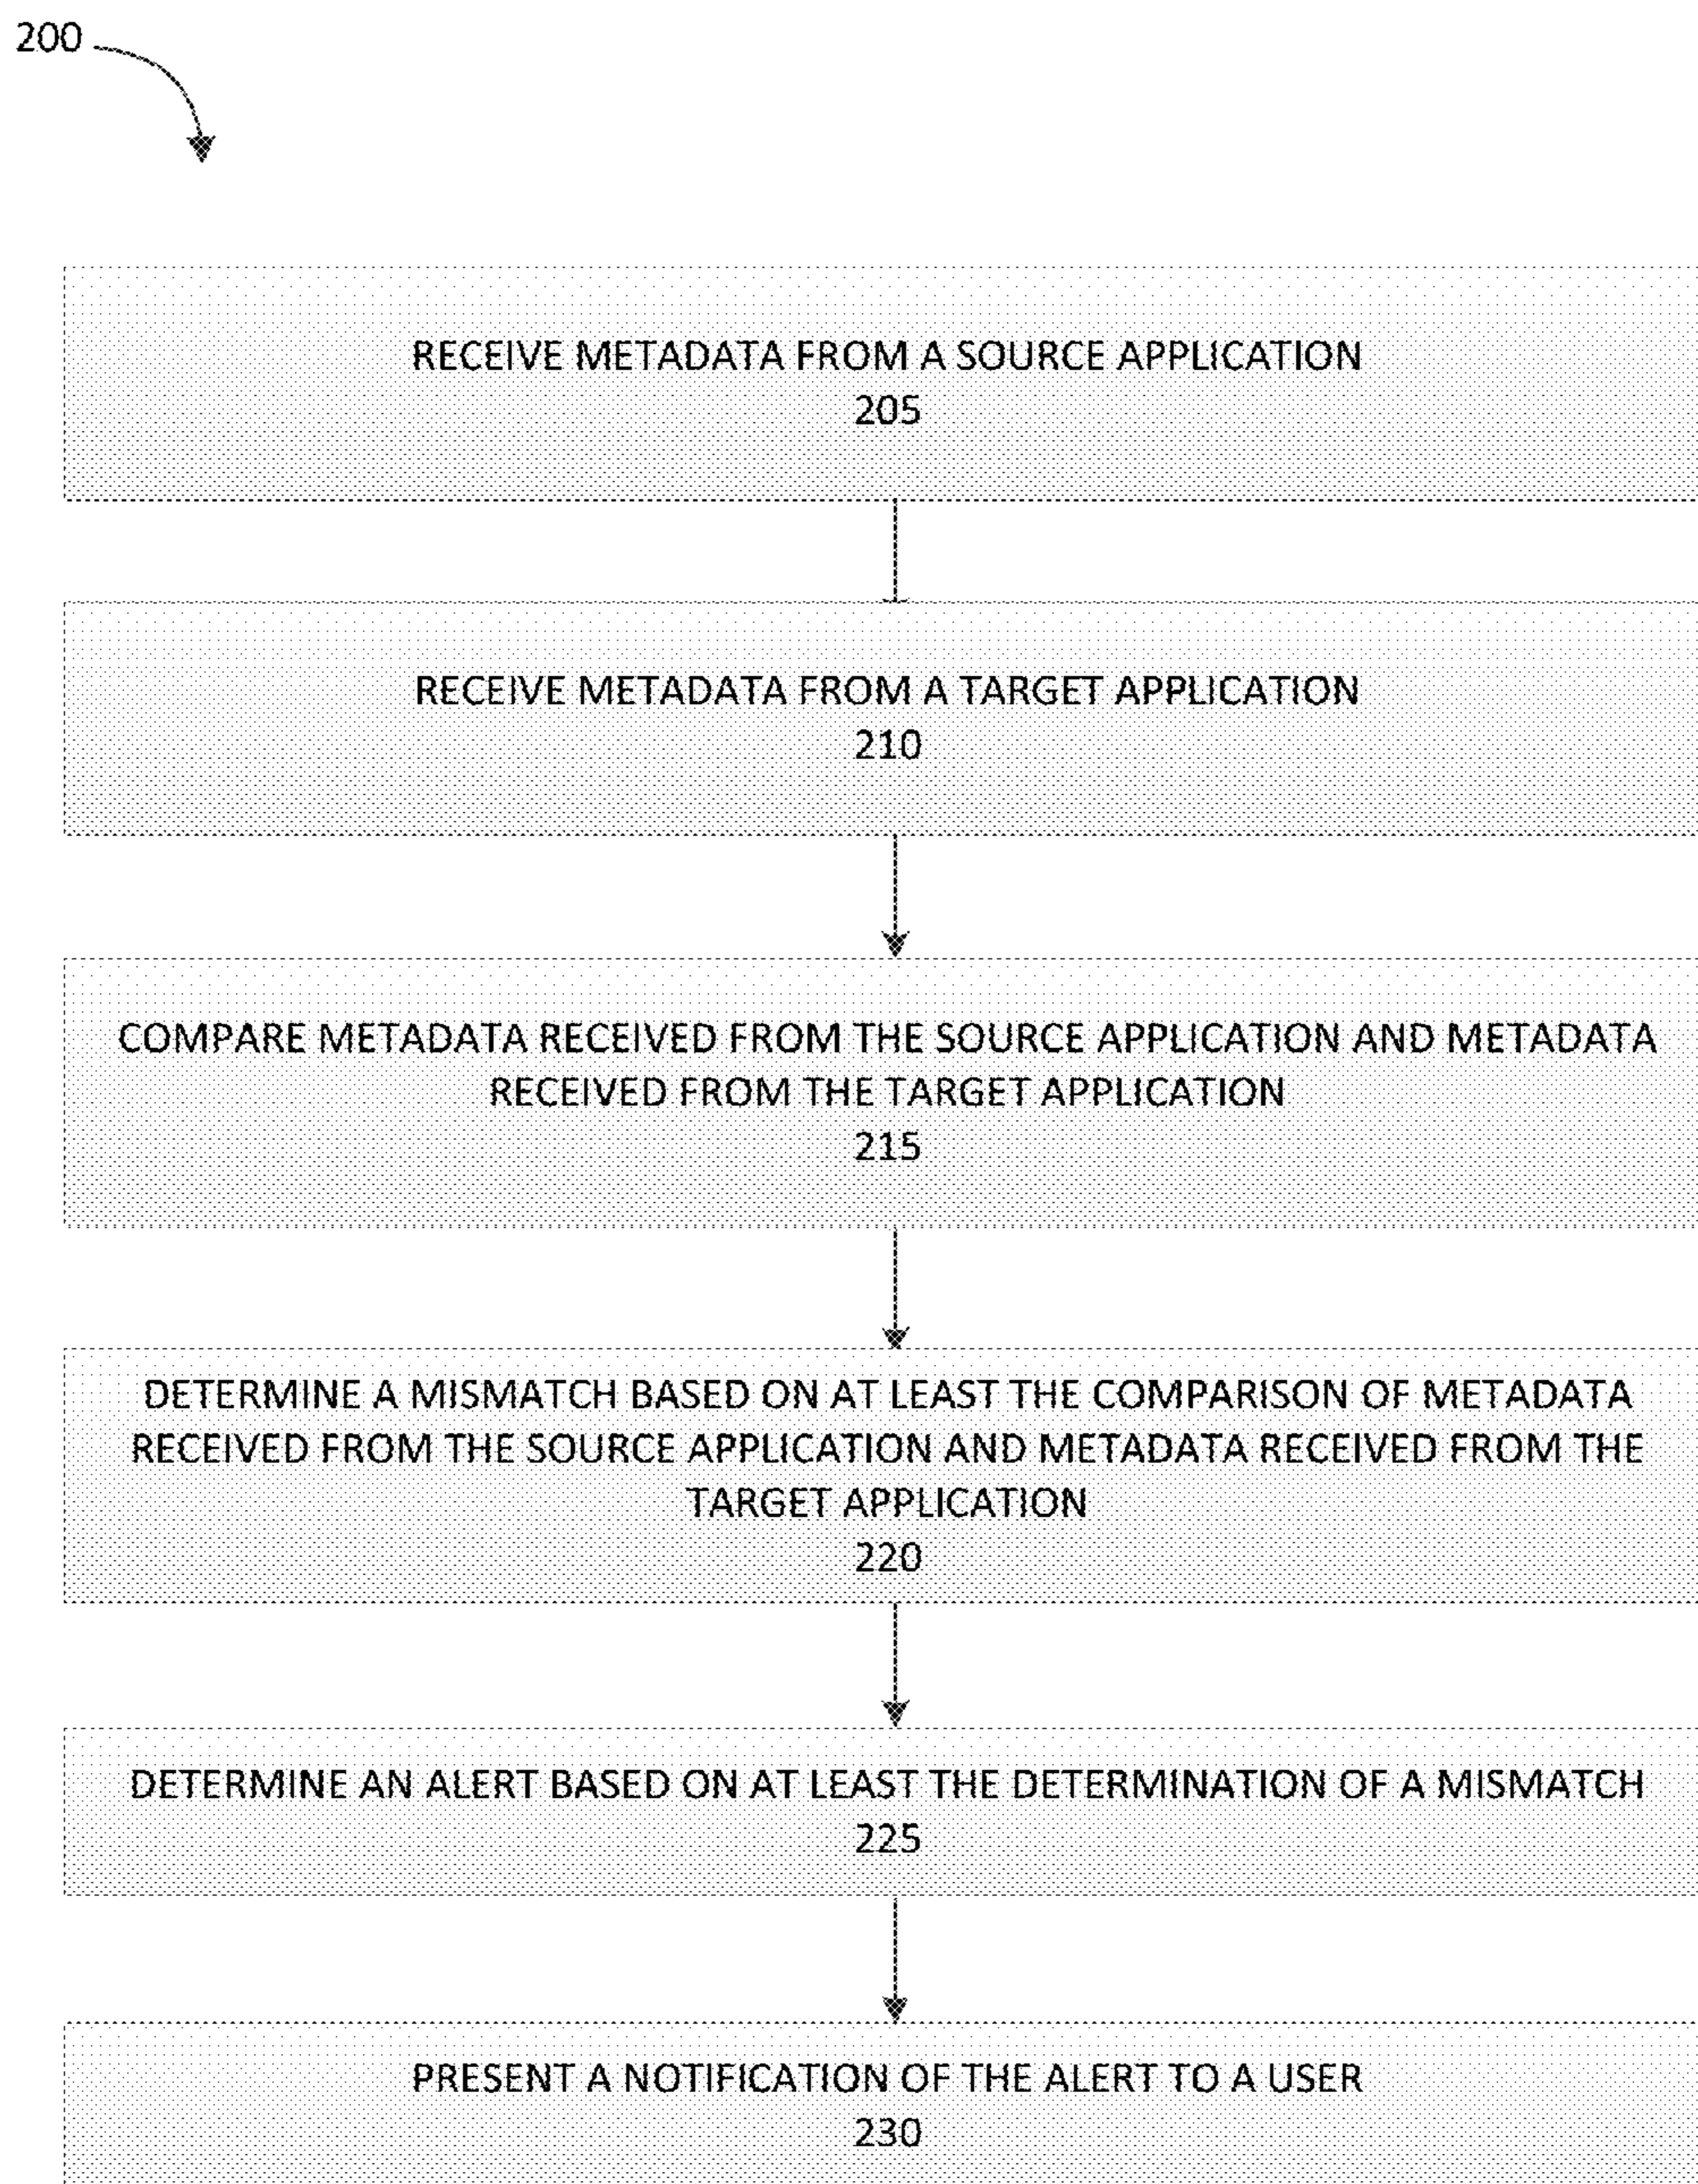 200
RECEIVE METADATA FROM A SOURCE APPLICATION
205
RECEIVE METADATA FROM A TARGET APPLICATION
210
COMPARE METADATA RECEIVED FROM THE SOURCE APPLICATION AND METADATA
RECEIVED FROM THE TARGET APPLICATION
215
DETERMINE A MISMATCH BASED ON AT LEAST THE COMPARISON OF METADATA
RECEIVED FROM THE SOURCE APPLICATION AND METADATA RECEIVED FROM THE
TARGET APPLICATION
220
DETERMINE AN ALERT BASED ON AT LEAST THE DETERMINATION OF A MISMATCH
225
PRESENT A NOTIFICATION OF THE ALERT TO A USER
230